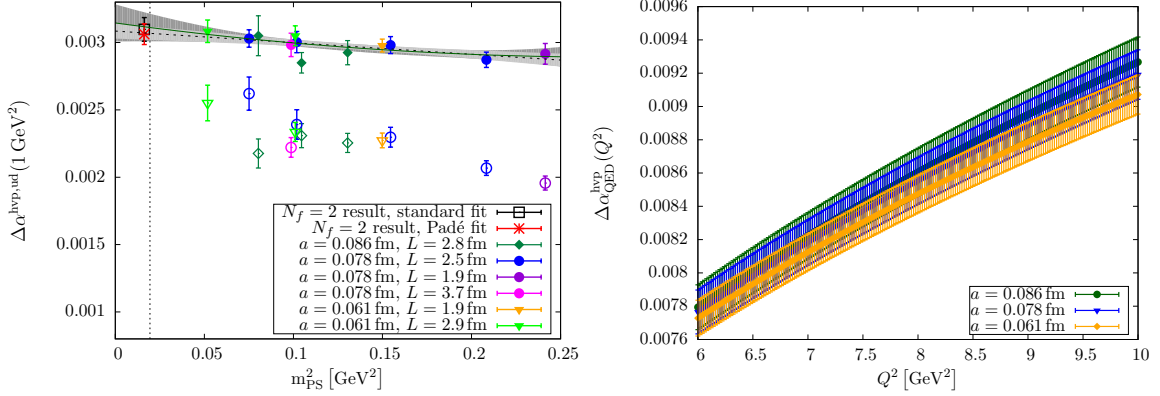 0.003
0.0025
0.002
0.0015
0.001
0 0.05 0.1 0.15 0.2 0.25
Δα^hvp,ud(1 GeV²)
m²_PS [GeV²]
N_f = 2 result, standard fit
N_f = 2 result, Padé fit
a = 0.086 fm, L = 2.8 fm
a = 0.078 fm, L = 2.5 fm
a = 0.078 fm, L = 1.9 fm
a = 0.078 fm, L = 3.7 fm
a = 0.061 fm, L = 1.9 fm
a = 0.061 fm, L = 2.9 fm
0.0096
0.0094
0.0092
0.009
0.0088
0.0086
0.0084
0.0082
0.008
0.0078
0.0076
6 6.5 7 7.5 8 8.5 9 9.5 10
Δα^hvp_QED(Q²)
Q² [GeV²]
a = 0.086 fm
a = 0.078 fm
a = 0.061 fm